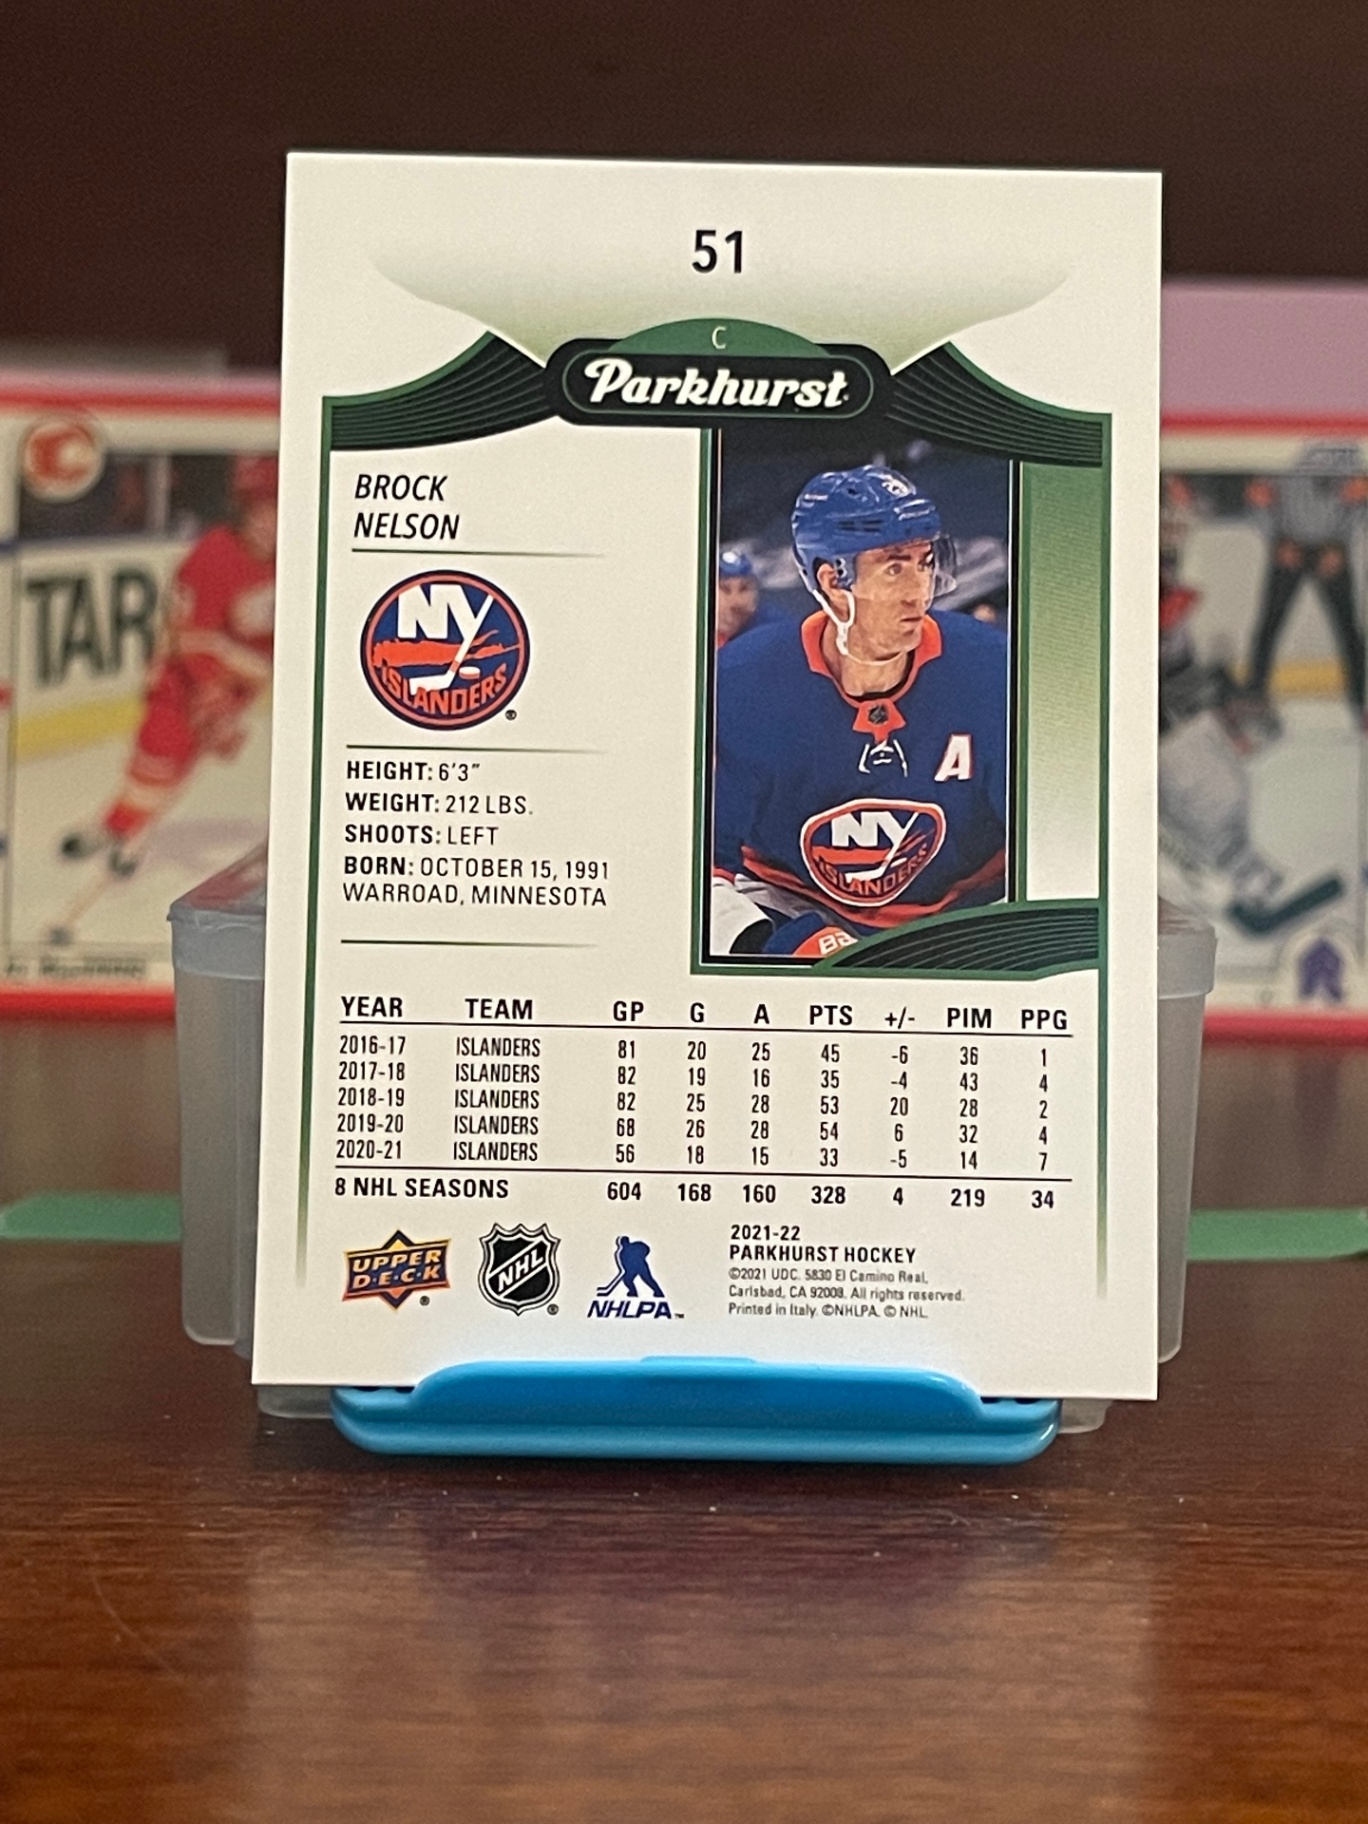 51
C
Parkhurst
BROCK
NELSON
NY
ISLANDERS
HEIGHT: 6'3"
WEIGHT: 212 LBS.
SHOOTS: LEFT
BORN: OCTOBER 15, 1991
WARROAD, MINNESOTA
A
NY
ISLANDERS
TAR
YEAR TEAM GP G A PTS +/- PIM PPG
2016-17 ISLANDERS 81 20 25 45 -6 36 1
2017-18 ISLANDERS 82 19 16 35 -4 43 4
2018-19 ISLANDERS 82 25 28 53 20 28 2
2019-20 ISLANDERS 68 26 28 54 6 32 4
2020-21 ISLANDERS 56 18 15 33 -5 14 7
8 NHL SEASONS 604 168 160 328 4 219 34
UPPER
D·E·C·K
®
NHL
®
NHLPA™
2021-22
PARKHURST HOCKEY
©2021 UDC. 5830 El Camino Real,
Carlsbad, CA 92008. All rights reserved.
Printed in Italy. ©NHLPA. © NHL.